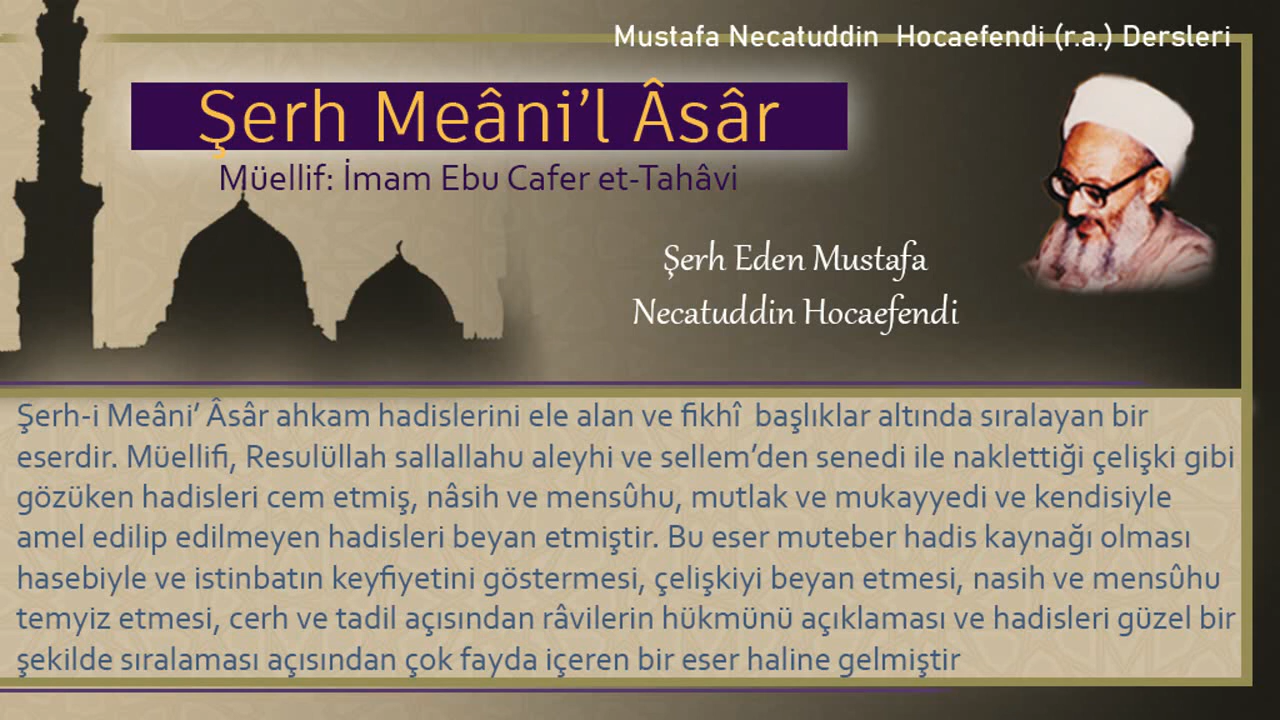 Mustafa Necatuddin Hocaefendi (r.a.) Dersleri
Şerh Meâni’l Âsâr
Müellif: İmam Ebu Cafer et-Tahâvi
Şerh Eden Mustafa
Necatuddin Hocaefendi
Şerh-i Meâni’ Âsâr ahkam hadislerini ele alan ve fikhî başlıklar altında sıralayan bir
eserdir. Müellifi, Resulüllah sallallahu aleyhi ve sellem’den senedi ile naklettiği çelişki gibi
gözüken hadisleri cem etmiş, nâsih ve mensûhu, mutlak ve mukayyedi ve kendisiyle
amel edilip edilmeyen hadisleri beyan etmiştir. Bu eser muteber hadis kaynağı olması
hasebiyle ve istinbatın keyfiyetini göstermesi, çelişkiyi beyan etmesi, nasih ve mensûhu
temyiz etmesi, cerh ve tadil açısından râvilerin hükmünü açıklaması ve hadisleri güzel bir
şekilde sıralaması açısından çok fayda içeren bir eser haline gelmiştir